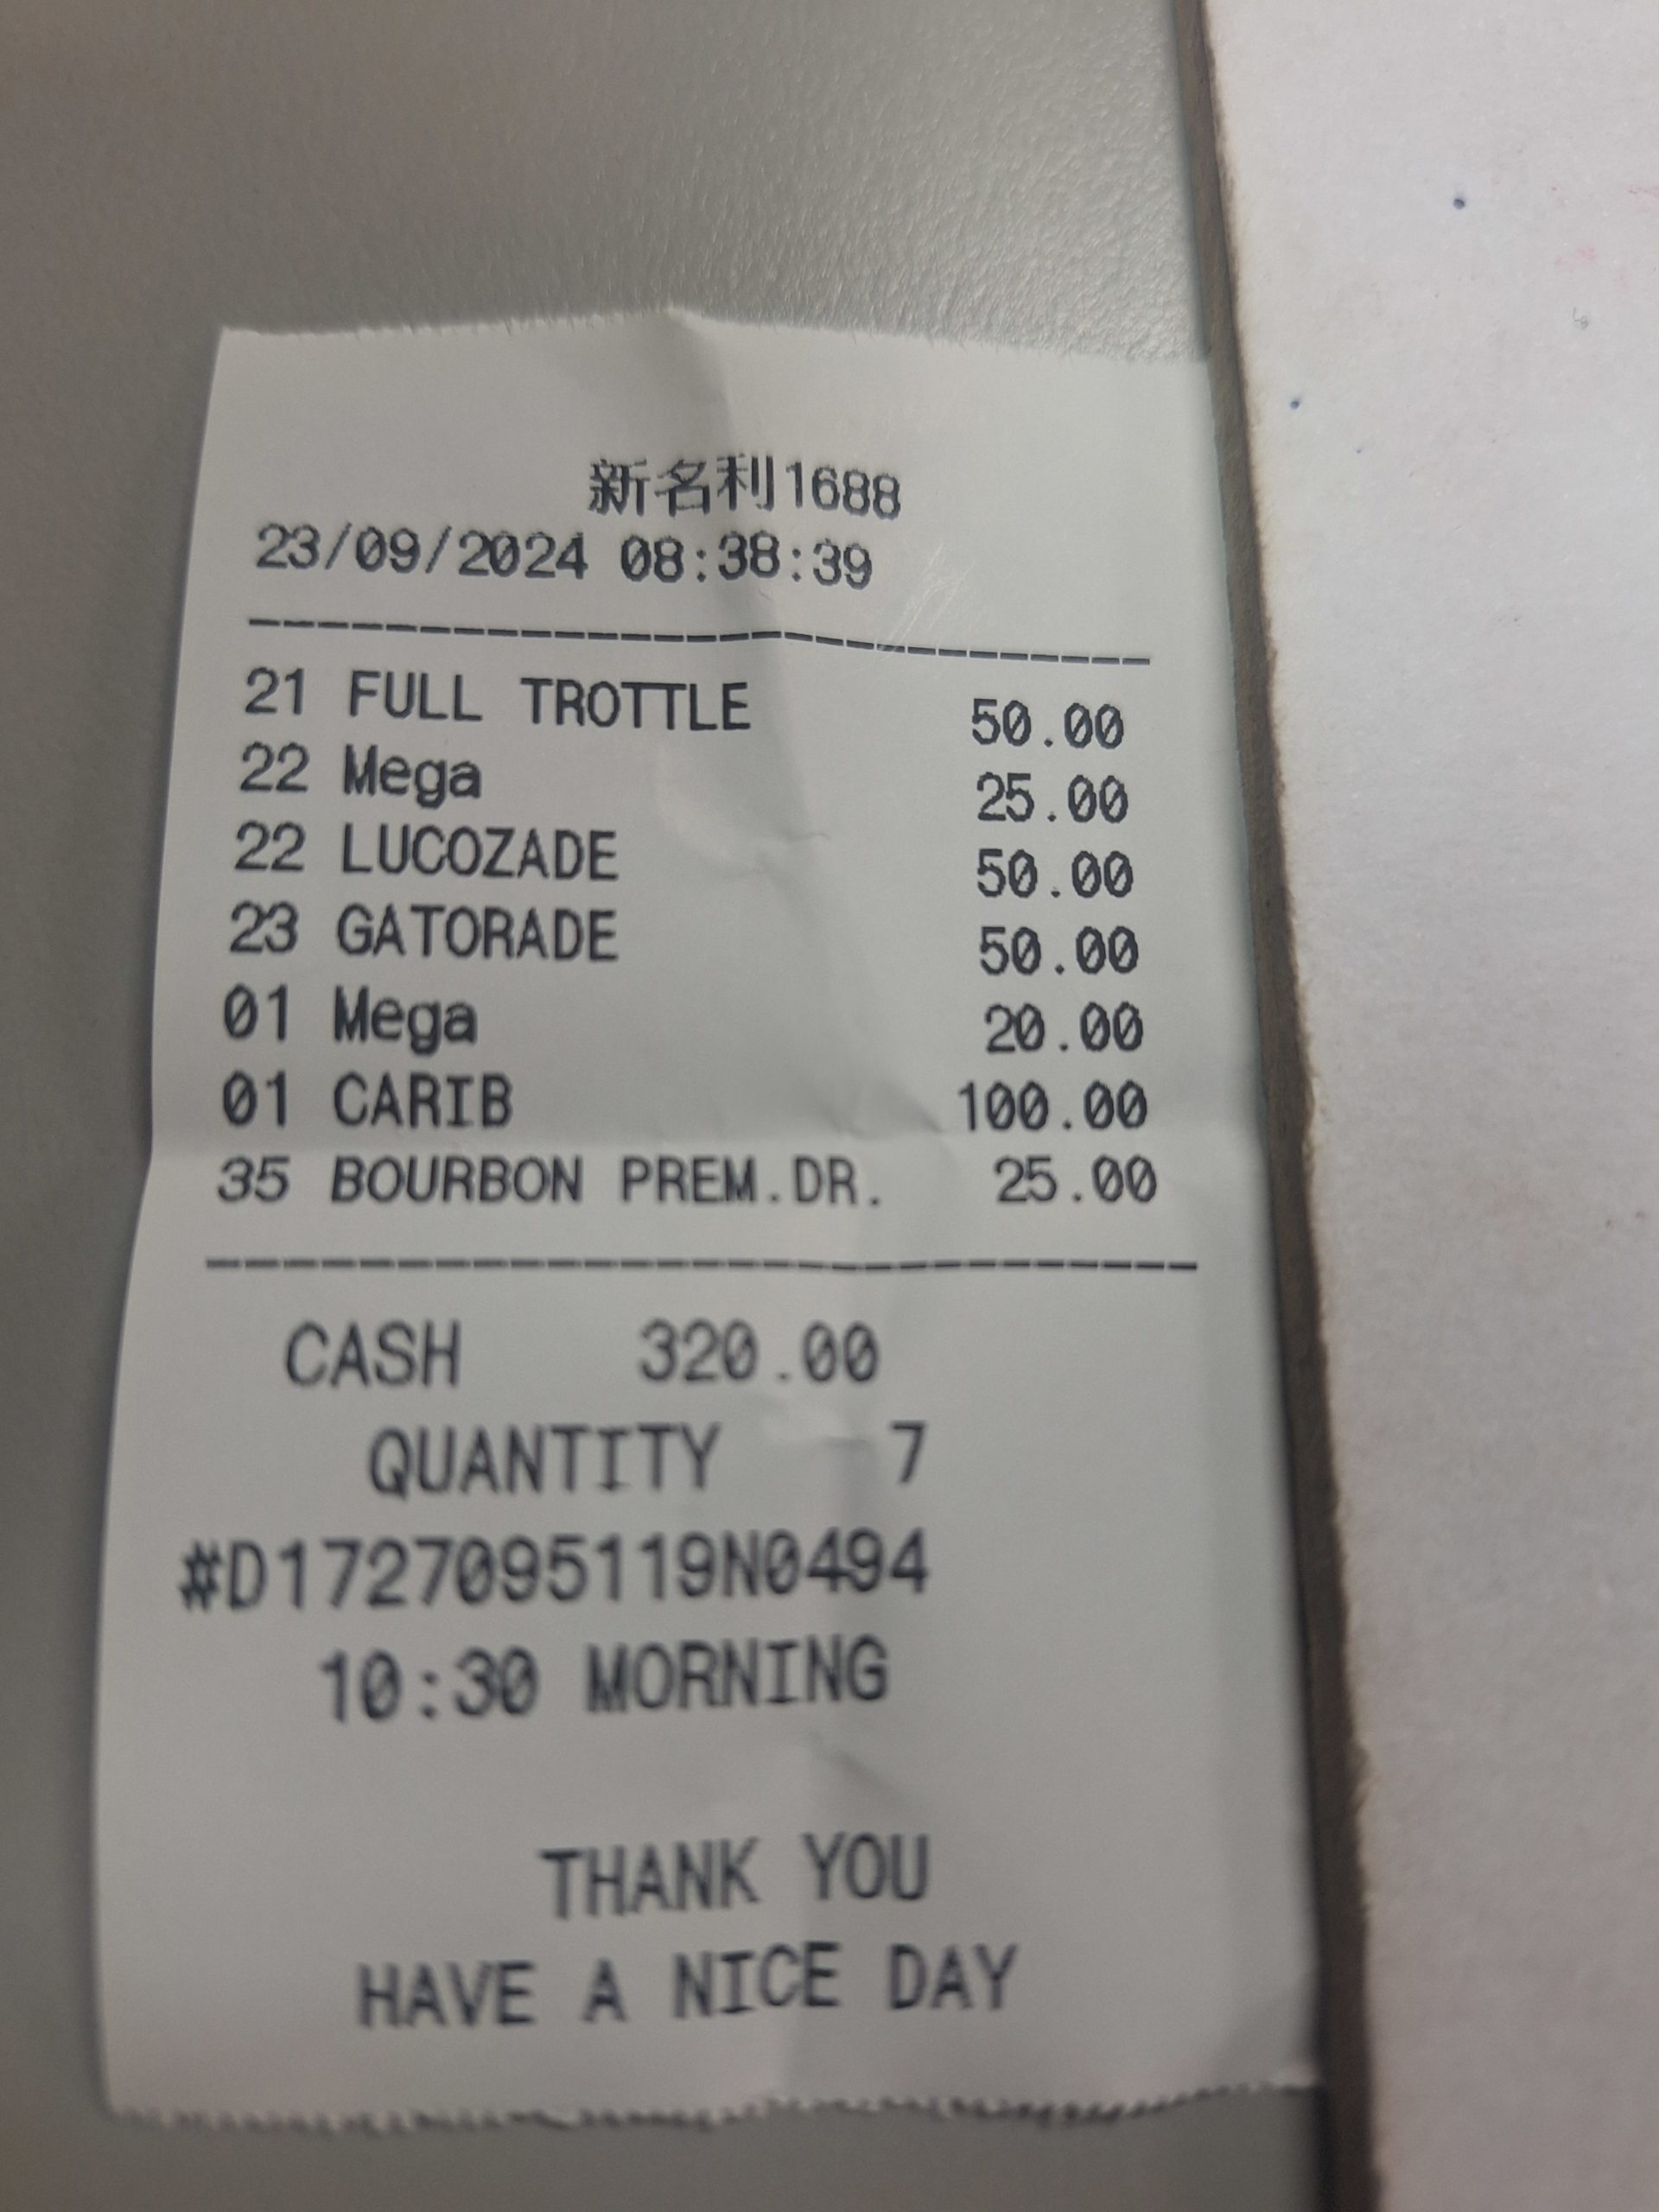 新名利1688
23/09/2024 08:38:39
21 FULL TROTTLE 50.00
22 Mega 25.00
22 LUCOZADE 50.00
23 GATORADE 50.00
01 Mega 20.00
01 CARIB 100.00
35 BOURBON PREM.DR. 25.00
CASH 320.00
QUANTITY 7
#D1727095119N0494
10:30 MORNING
THANK YOU
HAVE A NICE DAY